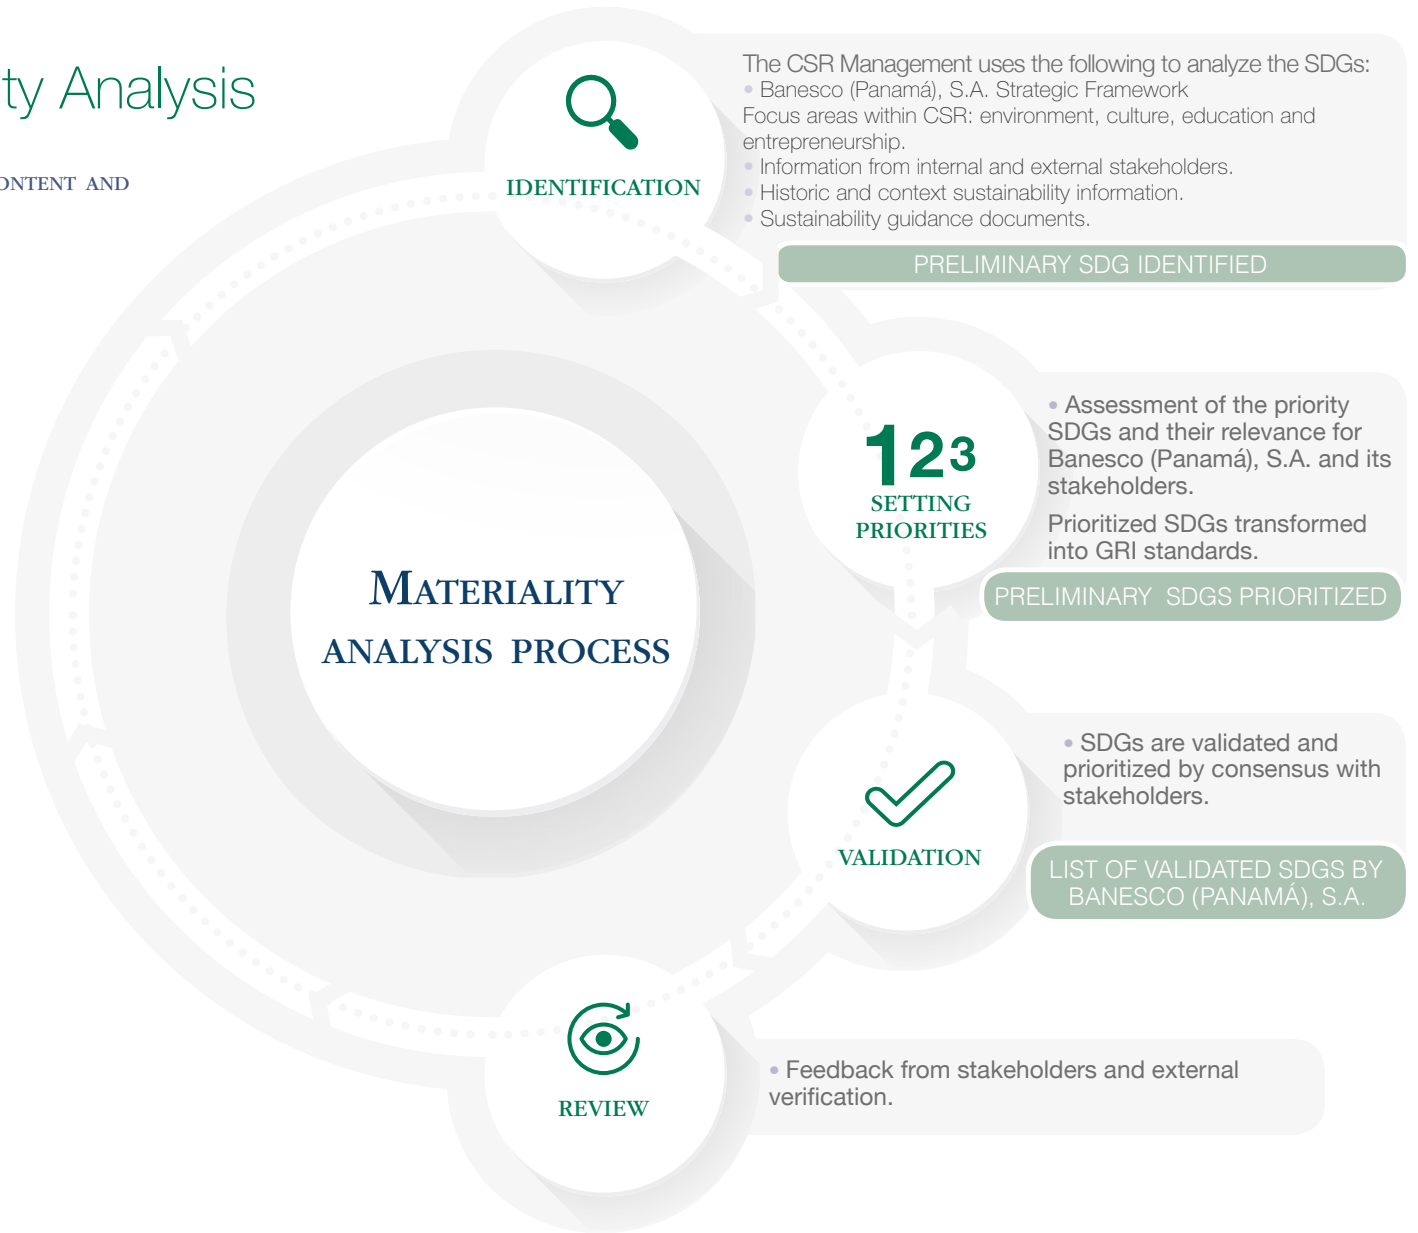 ty Analysis
ONTENT AND
IDENTIFICATION
The CSR Management uses the following to analyze the SDGs:
• Banesco (Panamá), S.A. Strategic Framework
Focus areas within CSR: environment, culture, education and
entrepreneurship.
• Information from internal and external stakeholders.
• Historic and context sustainability information.
• Sustainability guidance documents.
PRELIMINARY SDG IDENTIFIED
123
SETTING
PRIORITIES
• Assessment of the priority
SDGs and their relevance for
Banesco (Panamá), S.A. and its
stakeholders.
Prioritized SDGs transformed
into GRI standards.
PRELIMINARY SDGS PRIORITIZED
MATERIALITY
ANALYSIS PROCESS
VALIDATION
• SDGs are validated and
prioritized by consensus with
stakeholders.
LIST OF VALIDATED SDGS BY
BANESCO (PANAMÁ), S.A.
REVIEW
• Feedback from stakeholders and external
verification.